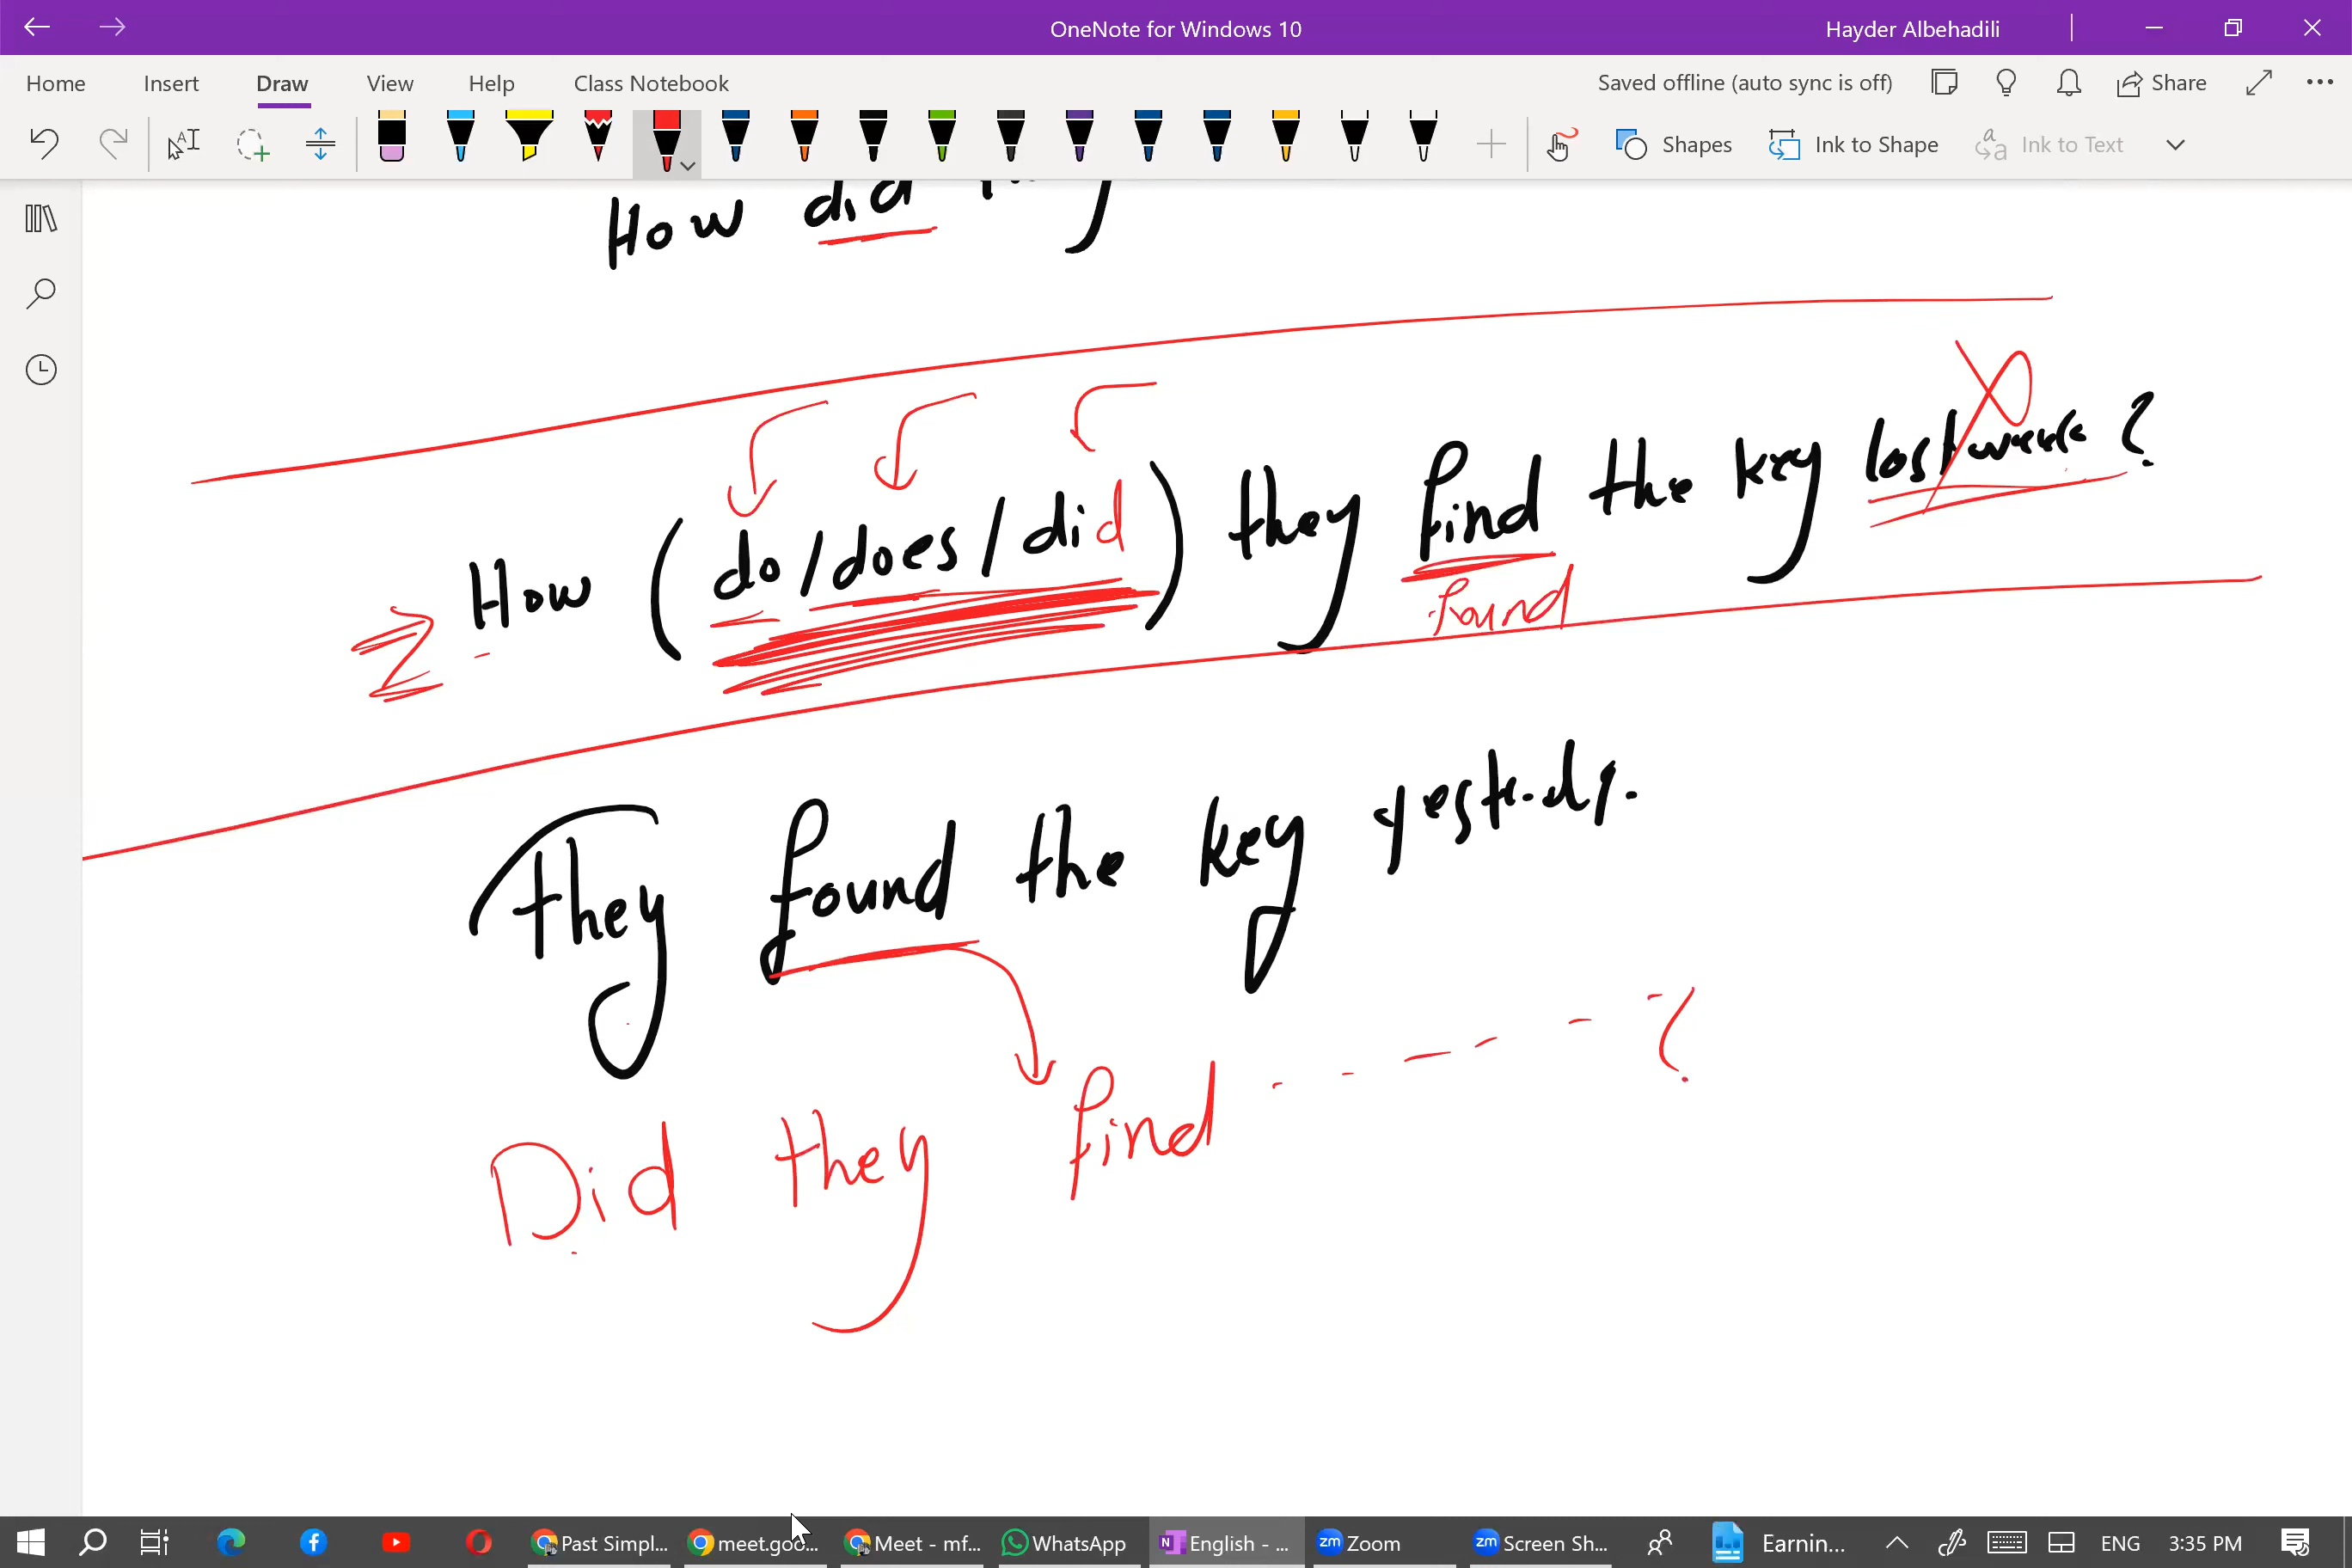 OneNote for Windows 10
Hayder Albehadili
Home Insert Draw View Help Class Notebook
Saved offline (auto sync is off) Share
Shapes Ink to Shape Ink to Text
How did
How (do/does/did) they find the key last week?
found
2
They found the key
Did they find - - - - - ?
Past Simpl... meet.goo... Meet - mf... WhatsApp English - ... Zoom Screen Sh... Earnin... ENG 3:35 PM